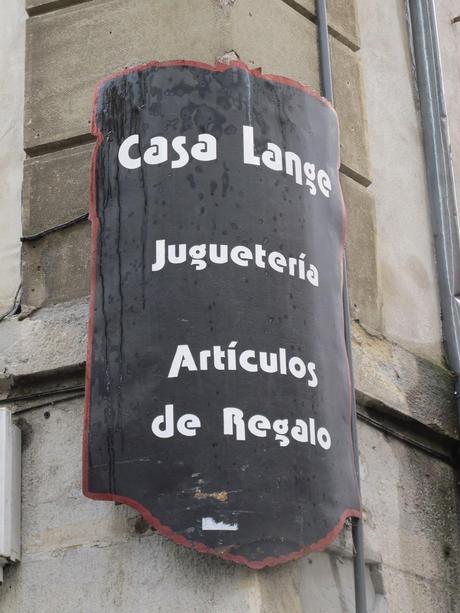 Casa Lange
Juguetería
Artículos
de Regalo